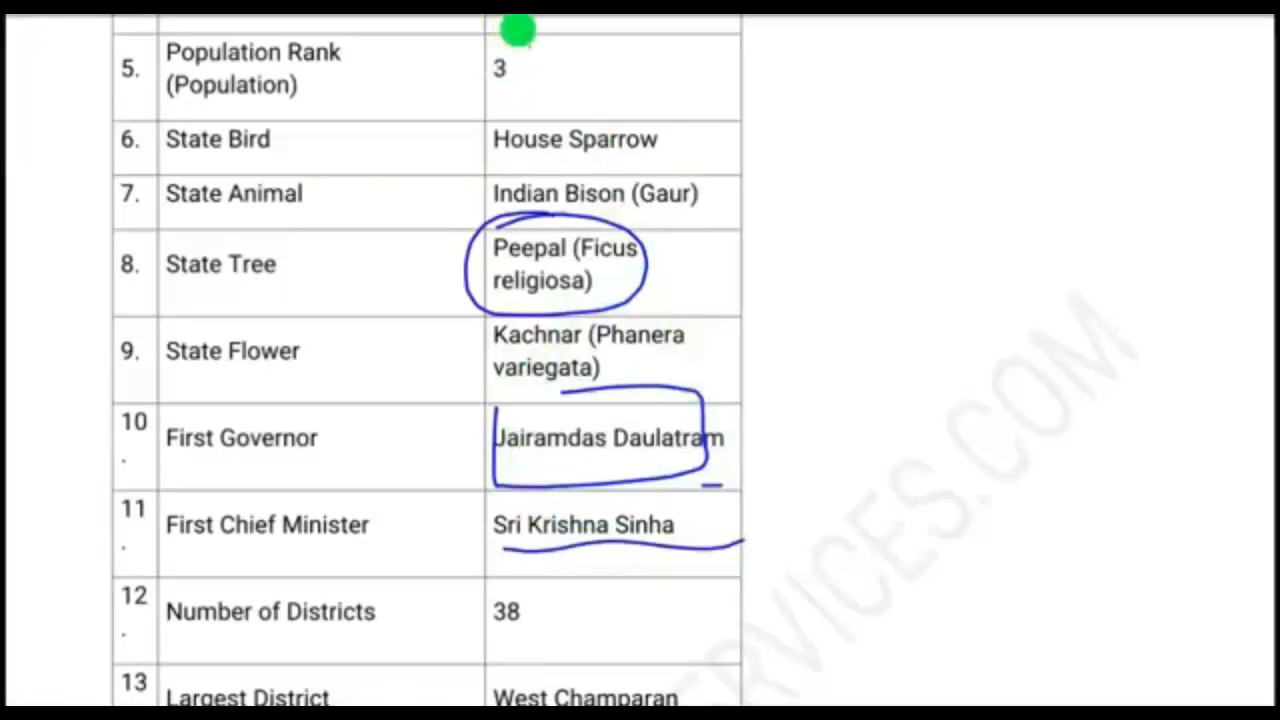 5. Population Rank (Population) 3
6. State Bird House Sparrow
7. State Animal Indian Bison (Gaur)
8. State Tree Peepal (Ficus religiosa)
9. State Flower Kachnar (Phanera variegata)
10. First Governor Jairamdas Daulatram
11. First Chief Minister Sri Krishna Sinha
12. Number of Districts 38
13 Largest District West Champaran
RVICES.COM